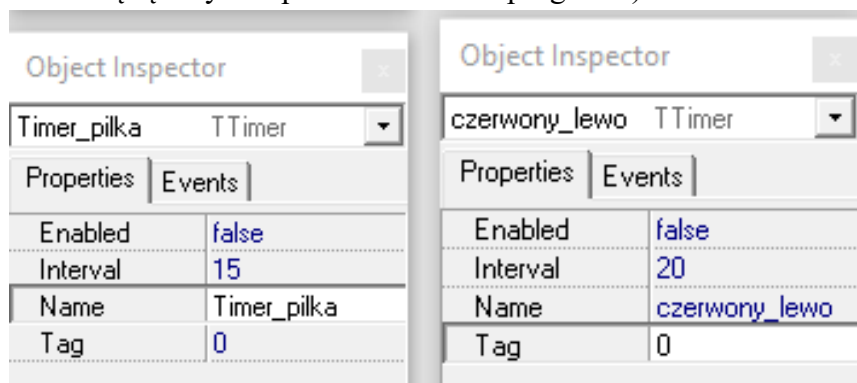 Object Inspector
x
Timer_pilka TTimer
Properties Events
Enabled false
Interval 15
Name Timer_pilka
Tag 0
Object Inspector
x
czerwony_lewo TTimer
Properties Events
Enabled false
Interval 20
Name czerwony_lewo
Tag 0